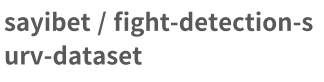 sayibet / fight-detection-s
urv-dataset